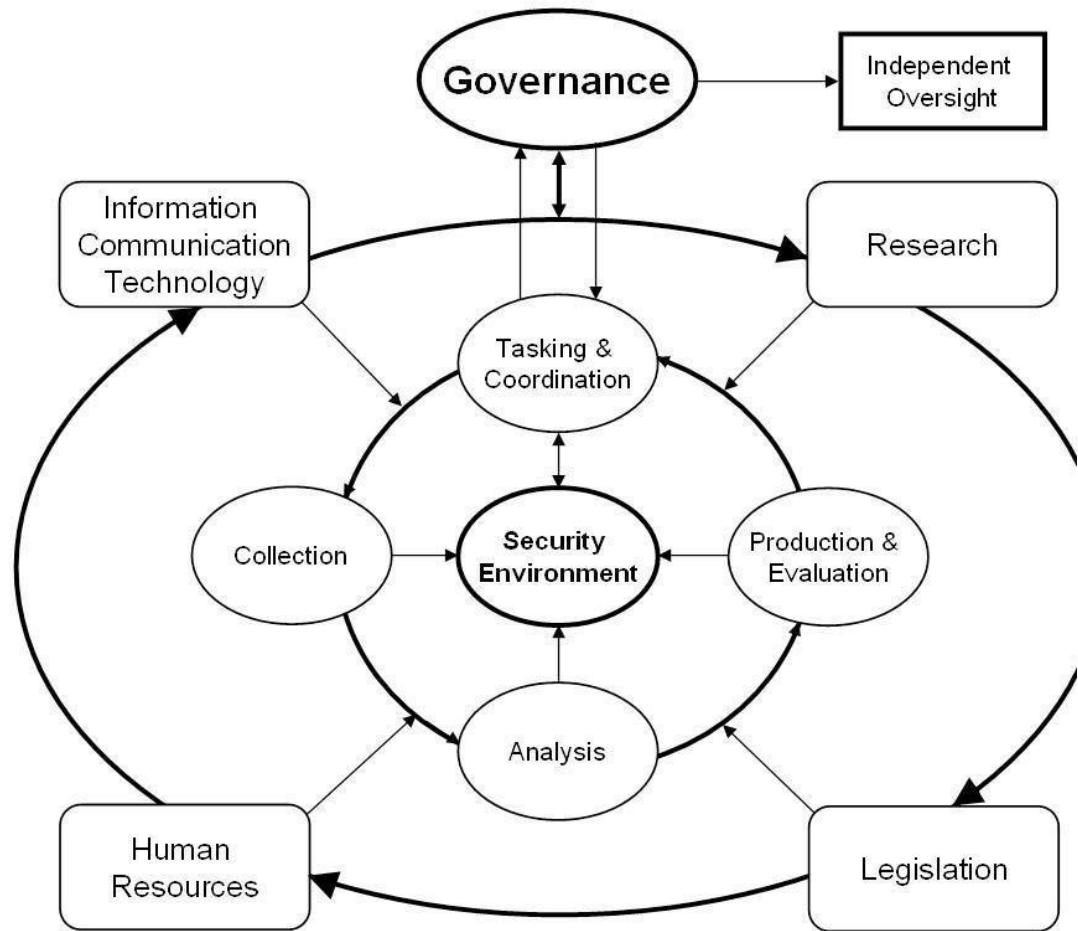 Governance
Independent
Oversight
Information
Communication
Technology
Research
Tasking &
Coordination
Collection
Security
Environment
Production &
Evaluation
Analysis
Human
Resources
Legislation